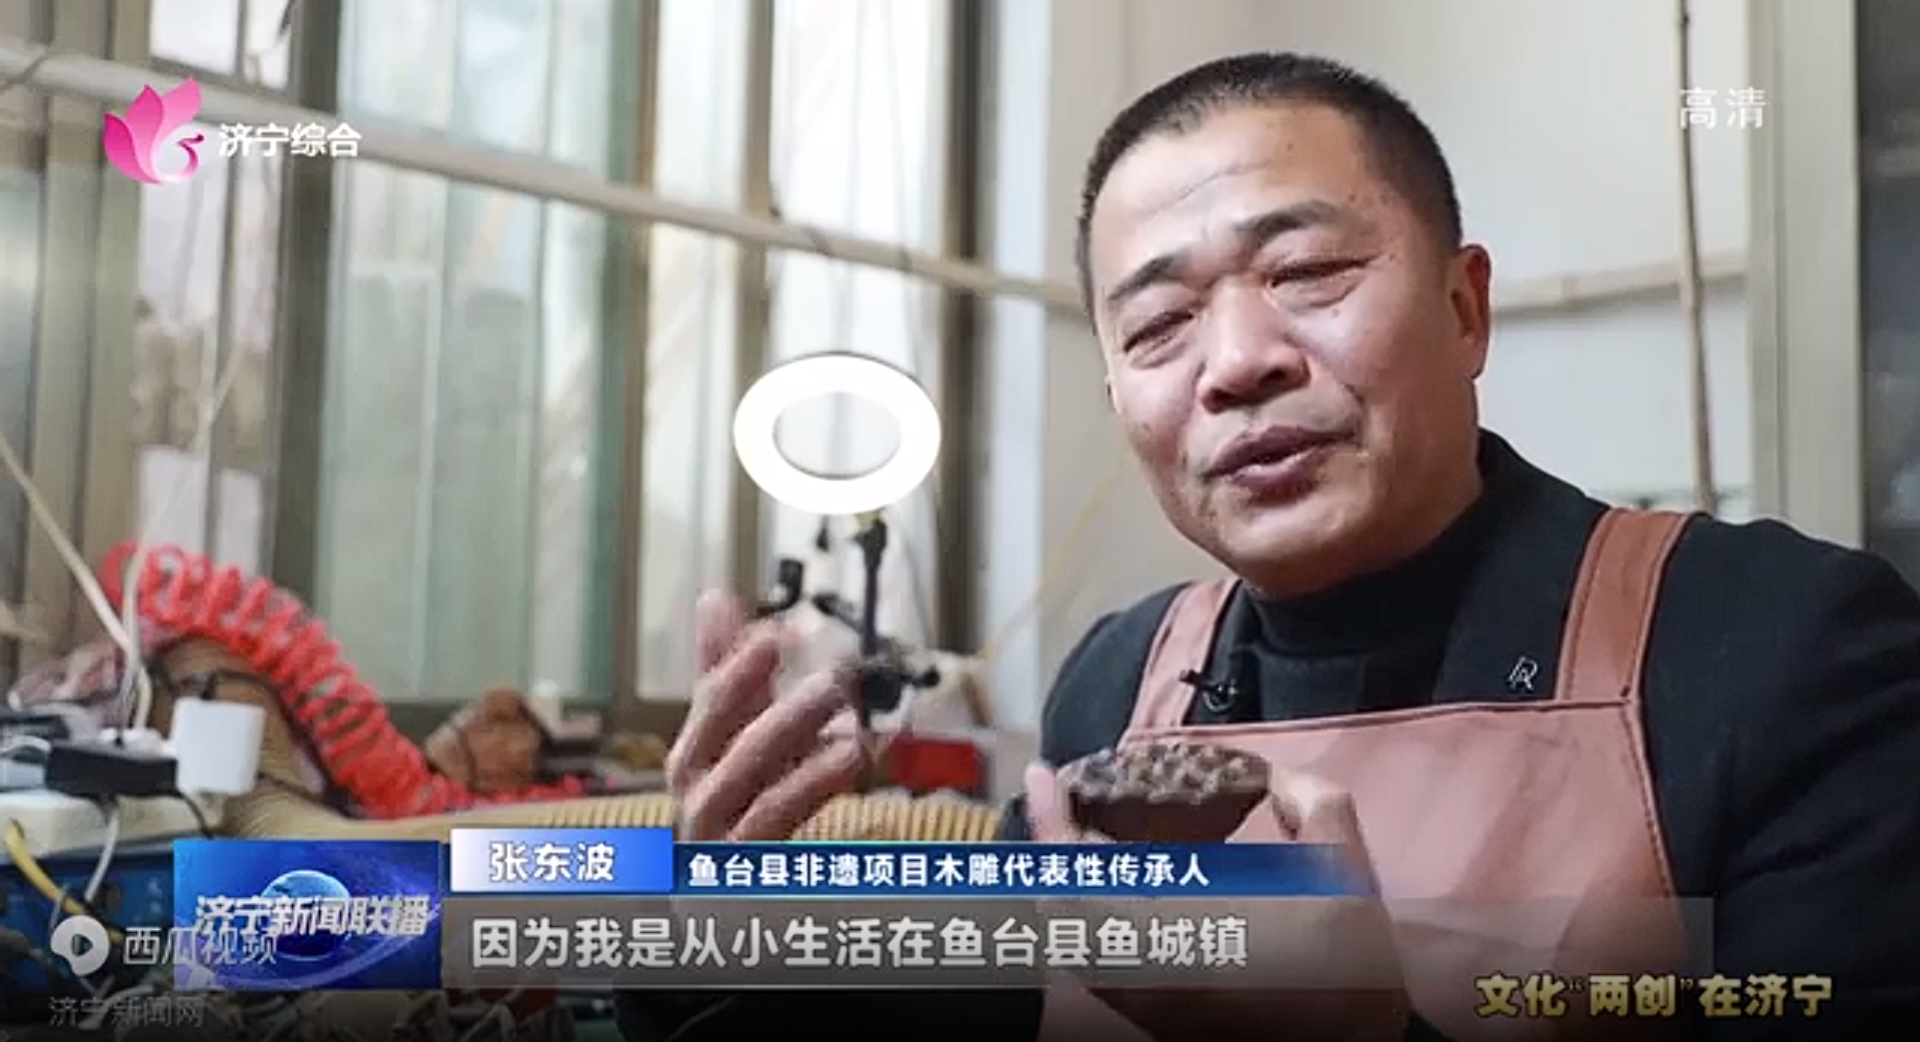 济宁综合
高清
张东波
鱼台县非遗项目木雕代表性传承人
济宁新闻联播
因为我是从小生活在鱼台县鱼城镇
西瓜视频
文化“两创”在济宁
济宁新闻网